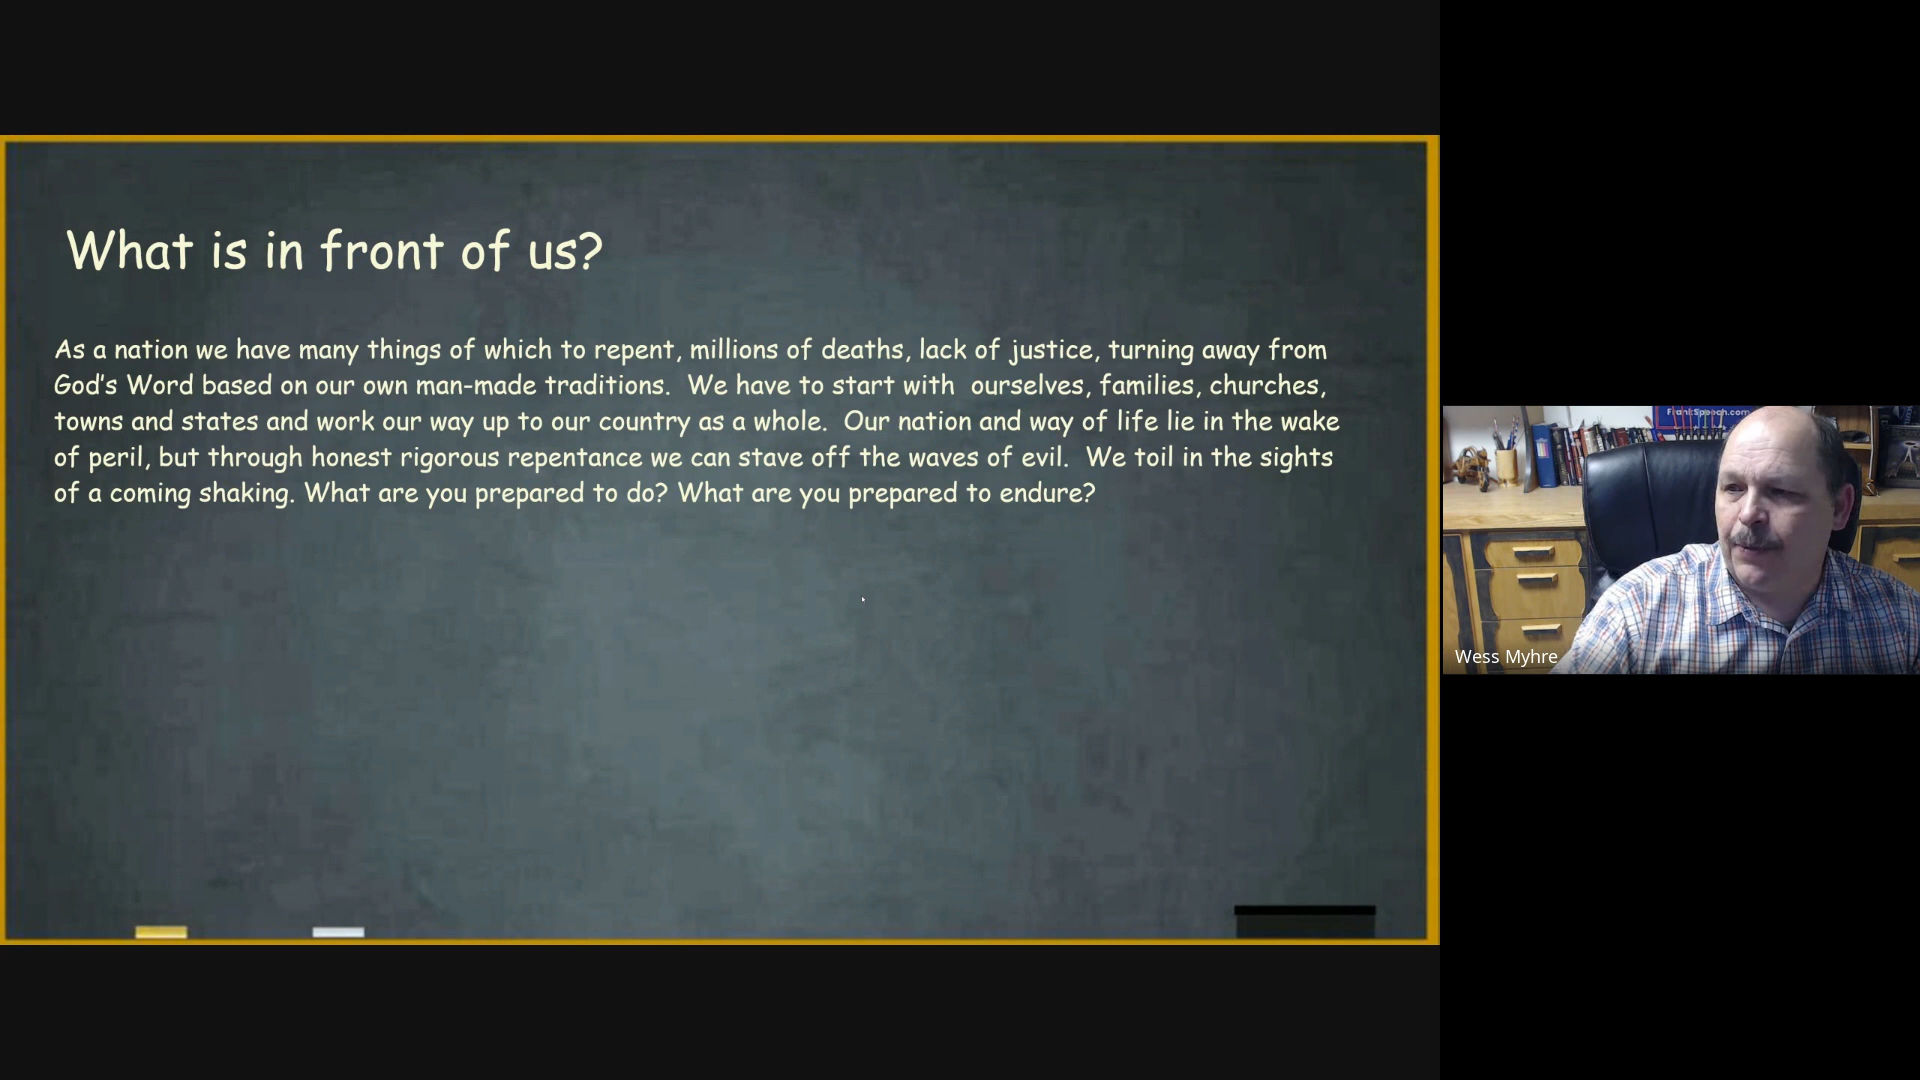 What is in front of us?
As a nation we have many things of which to repent, millions of deaths, lack of justice, turning away from
God's Word based on our own man-made traditions.  We have to start with  ourselves, families, churches,
towns and states and work our way up to our country as a whole.  Our nation and way of life lie in the wake
of peril, but through honest rigorous repentance we can stave off the waves of evil.  We toil in the sights
of a coming shaking. What are you prepared to do? What are you prepared to endure?
FrankSpeech.com
Wess Myhre